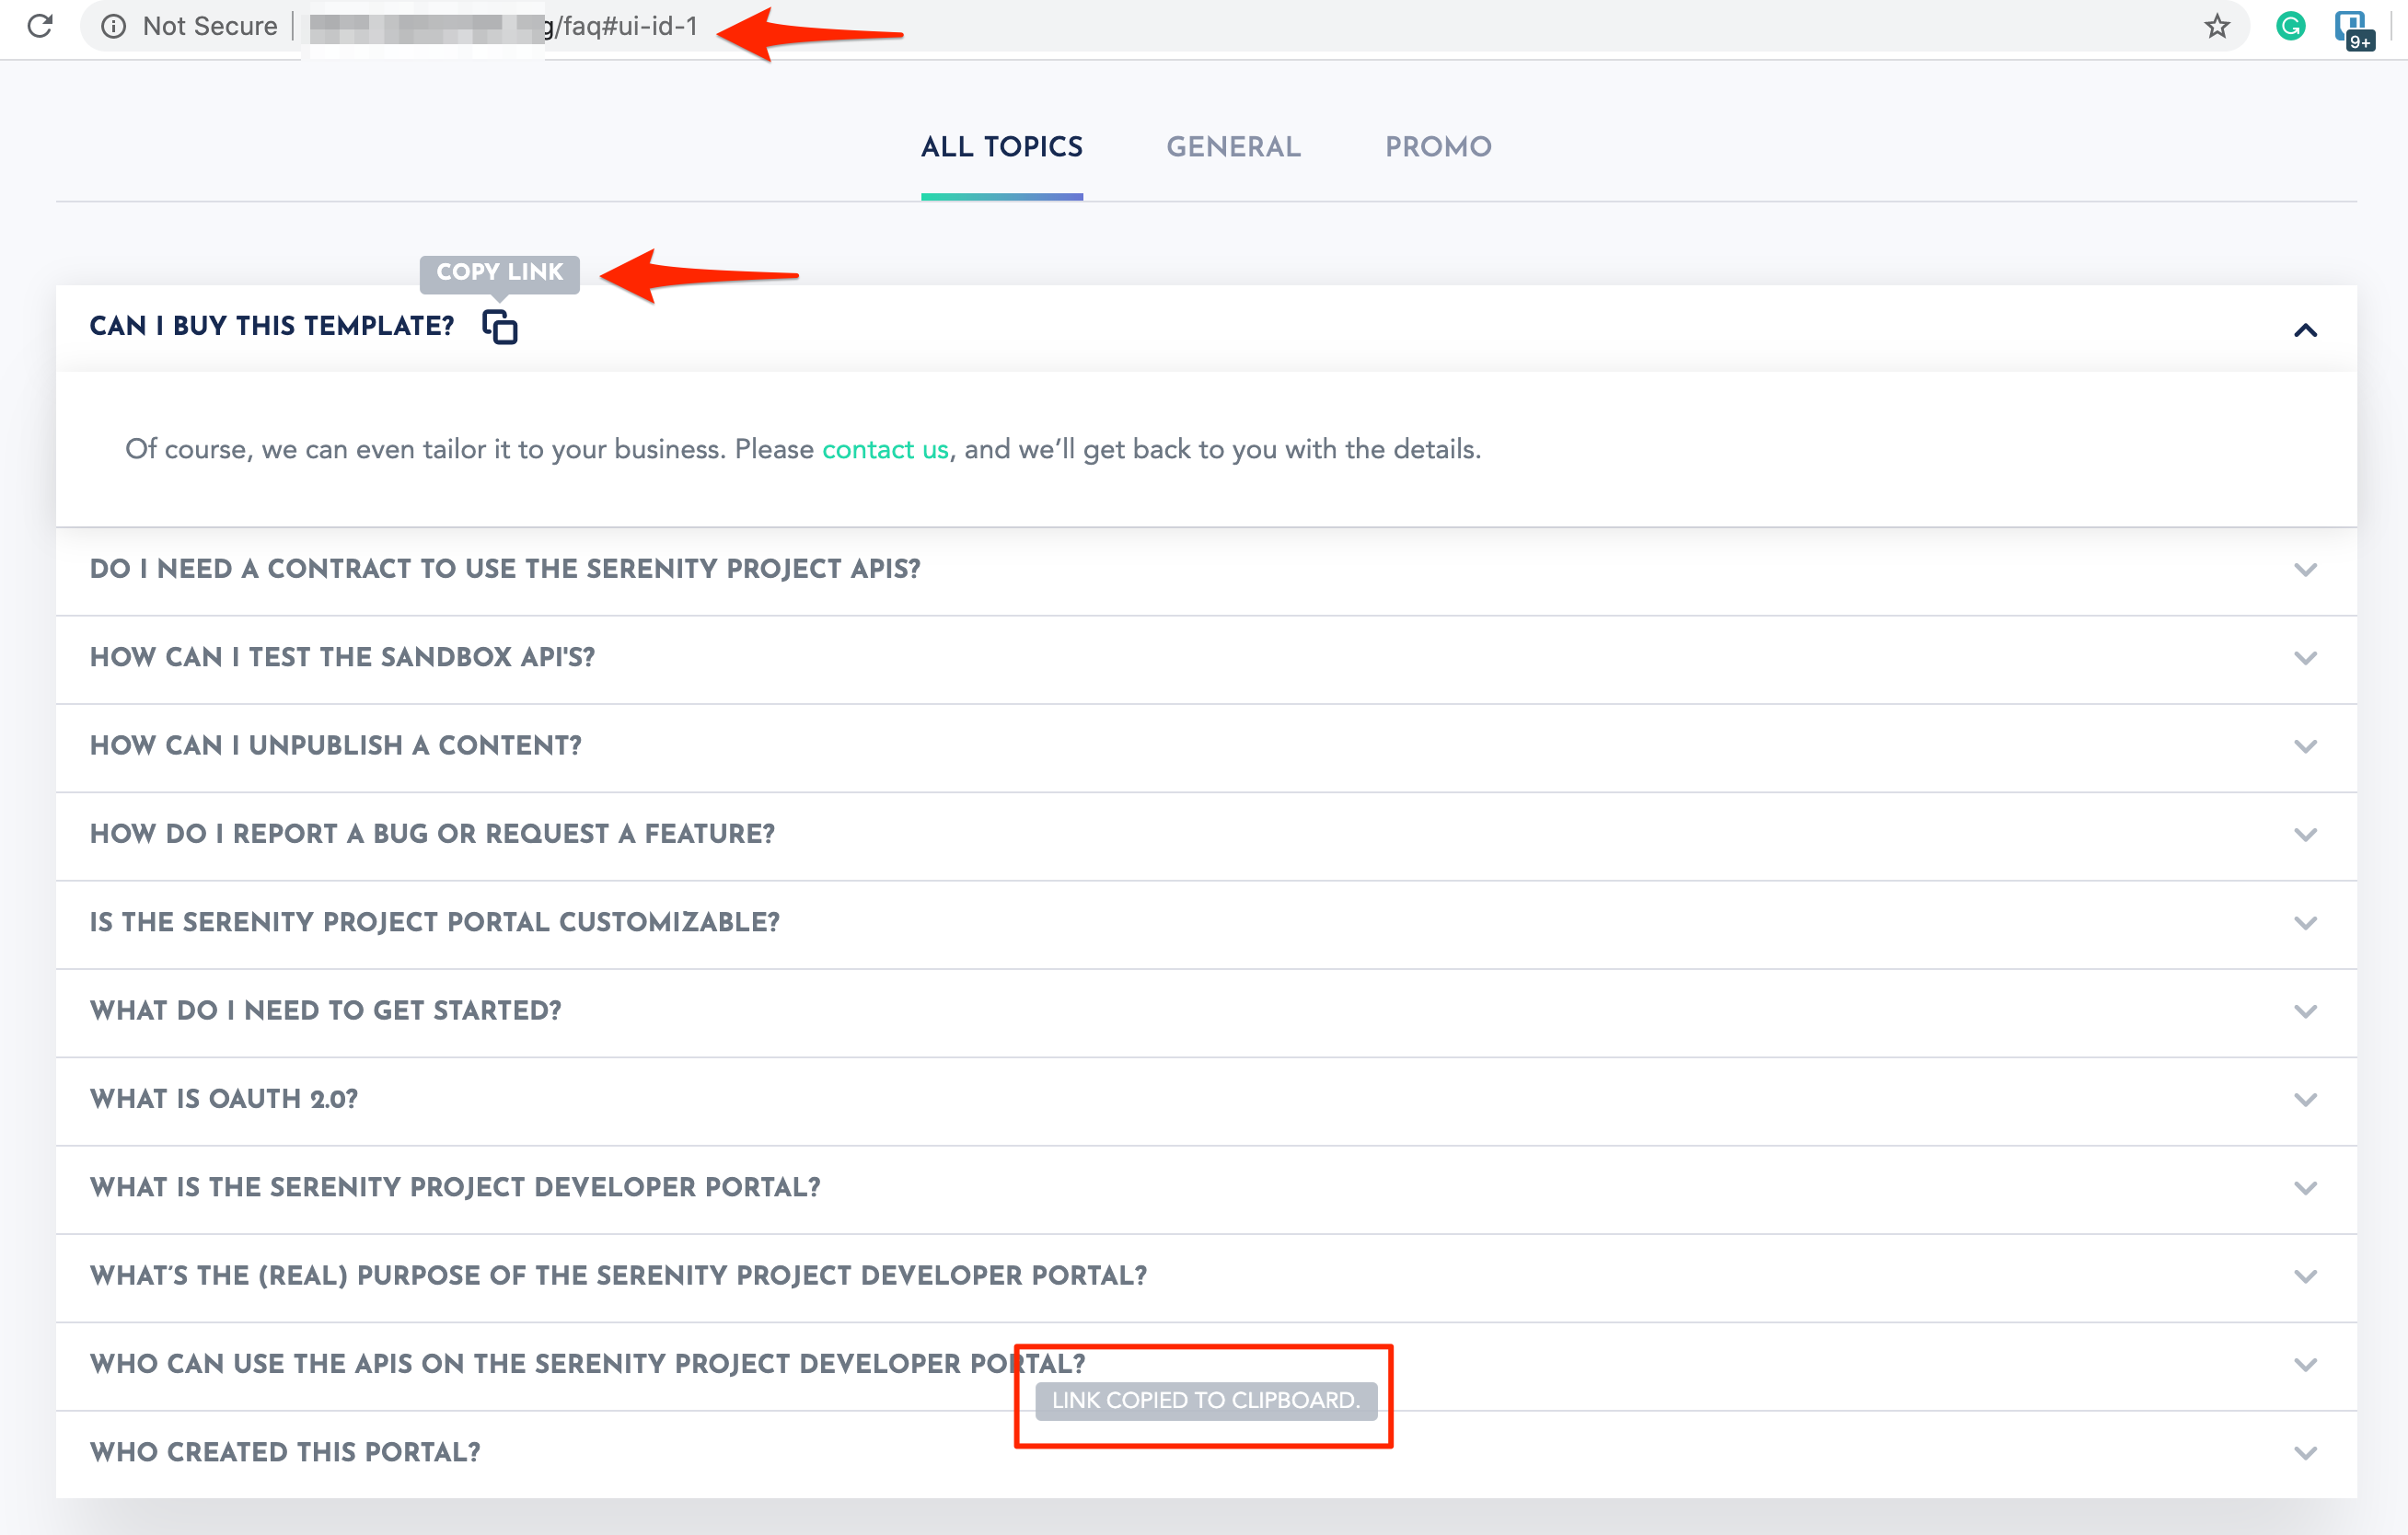 Not Secure g/faq#ui-id-1 9+
ALL TOPICS GENERAL PROMO
COPY LINK
CAN I BUY THIS TEMPLATE?
Of course, we can even tailor it to your business. Please contact us, and we’ll get back to you with the details.
DO I NEED A CONTRACT TO USE THE SERENITY PROJECT APIS?
HOW CAN I TEST THE SANDBOX API'S?
HOW CAN I UNPUBLISH A CONTENT?
HOW DO I REPORT A BUG OR REQUEST A FEATURE?
IS THE SERENITY PROJECT PORTAL CUSTOMIZABLE?
WHAT DO I NEED TO GET STARTED?
WHAT IS OAUTH 2.0?
WHAT IS THE SERENITY PROJECT DEVELOPER PORTAL?
WHAT’S THE (REAL) PURPOSE OF THE SERENITY PROJECT DEVELOPER PORTAL?
WHO CAN USE THE APIS ON THE SERENITY PROJECT DEVELOPER PORTAL?
LINK COPIED TO CLIPBOARD.
WHO CREATED THIS PORTAL?